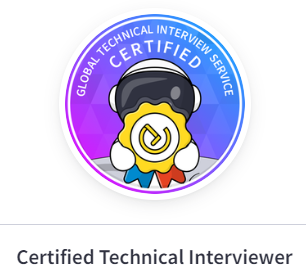 GLOBAL TECHNICAL INTERVIEW SERVICE
CERTIFIED
Certified Technical Interviewer